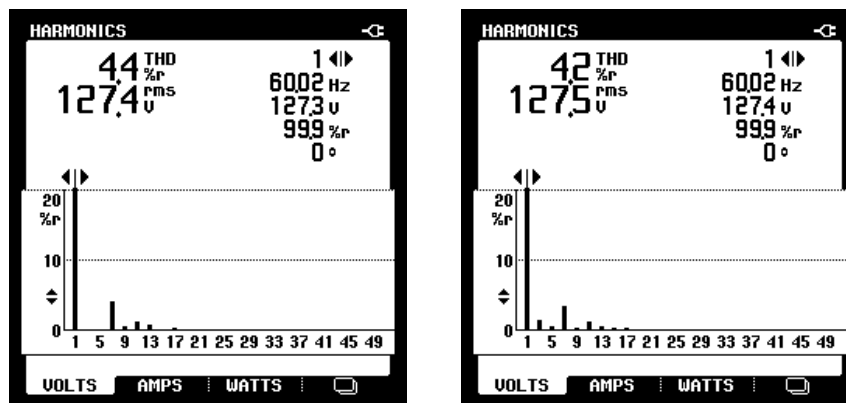 HARMONICS
4.4 THD %r
127.4 rms V
1
60.02 Hz
127.3 V
99.9 %r
0 °
20
%r
10
0
1 5 9 13 17 21 25 29 33 37 41 45 49
VOLTS AMPS WATTS
HARMONICS
4.2 THD %r
127.5 rms V
1
60.02 Hz
127.4 V
99.9 %r
0 °
20
%r
10
0
1 5 9 13 17 21 25 29 33 37 41 45 49
VOLTS AMPS WATTS